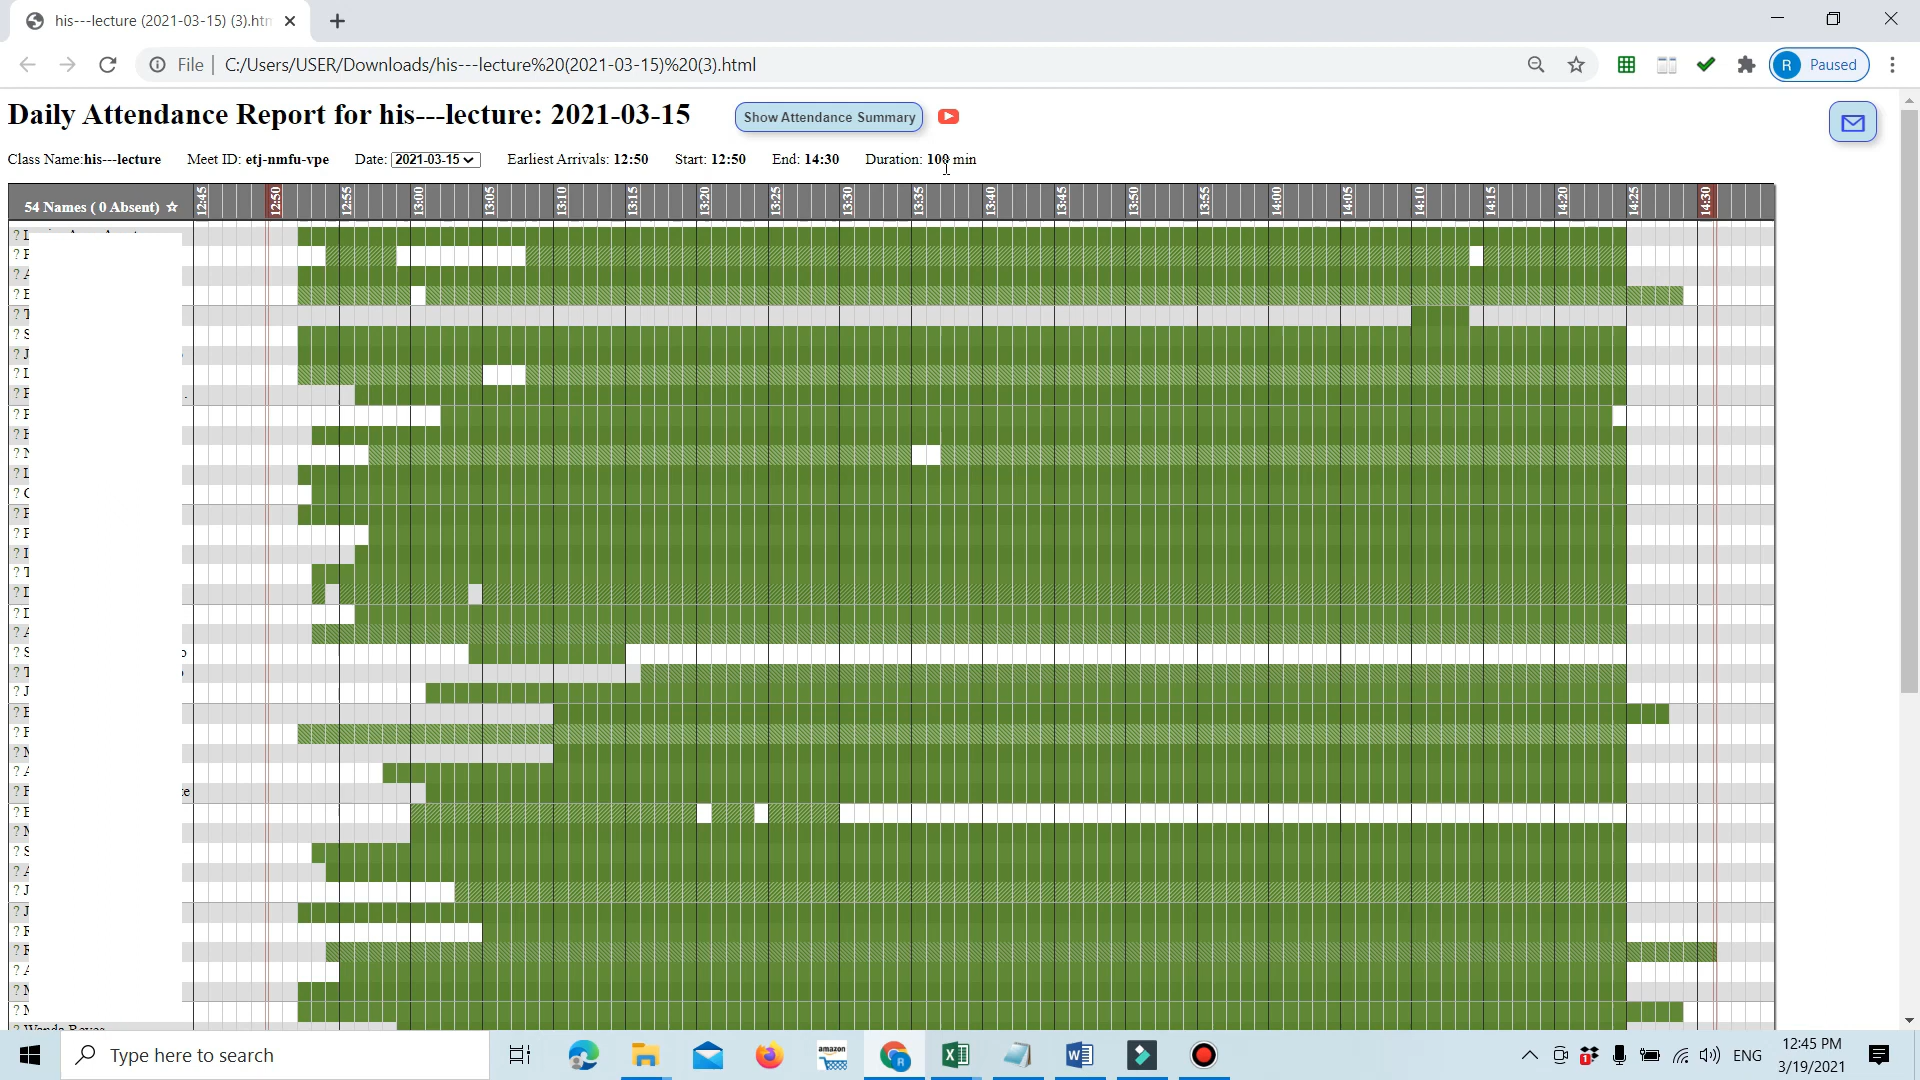 his---lecture (2021-03-15) (3).htm
File
C:/Users/USER/Downloads/his---lecture%20(2021-03-15)%20(3).html
R Paused
Daily Attendance Report for his---lecture: 2021-03-15
Show Attendance Summary
Class Name:his---lecture Meet ID: etj-nmfu-vpe Date: 2021-03-15 Earliest Arrivals: 12:50 Start: 12:50 End: 14:30 Duration: 100 min
54 Names ( 0 Absent) ☆ 12:45 12:50 12:55 13:00 13:05 13:10 13:15 13:20 13:25 13:30 13:35 13:40 13:45 13:50 13:55 14:00 14:05 14:10 14:15 14:20 14:25 14:30
? A
? T
? S
? J
? L
? L
? T
? A
? S
? T
? J
? A
te
? S
? A
? J
? J
? A
Type here to search
amazon
1
ENG
12:45 PM
3/19/2021